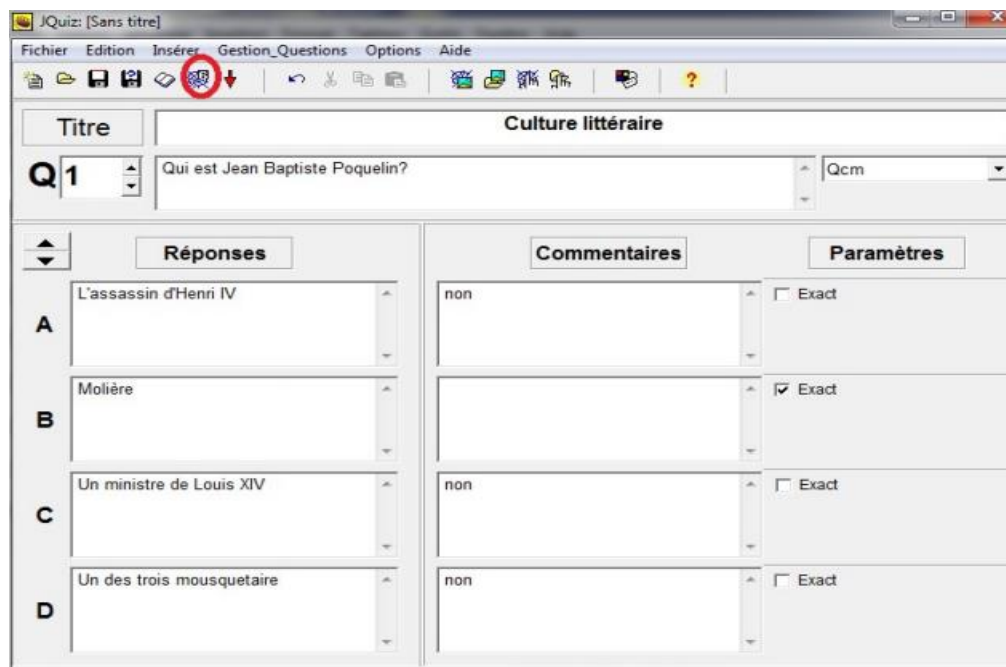 JQuiz: [Sans titre]
Fichier Edition Insérer Gestion_Questions Options Aide
?
Titre Culture littéraire
Q 1 Qui est Jean Baptiste Poquelin? Qcm
Réponses Commentaires Paramètres
A L'assassin d'Henri IV non Exact
B Molière Exact
C Un ministre de Louis XIV non Exact
D Un des trois mousquetaire non Exact